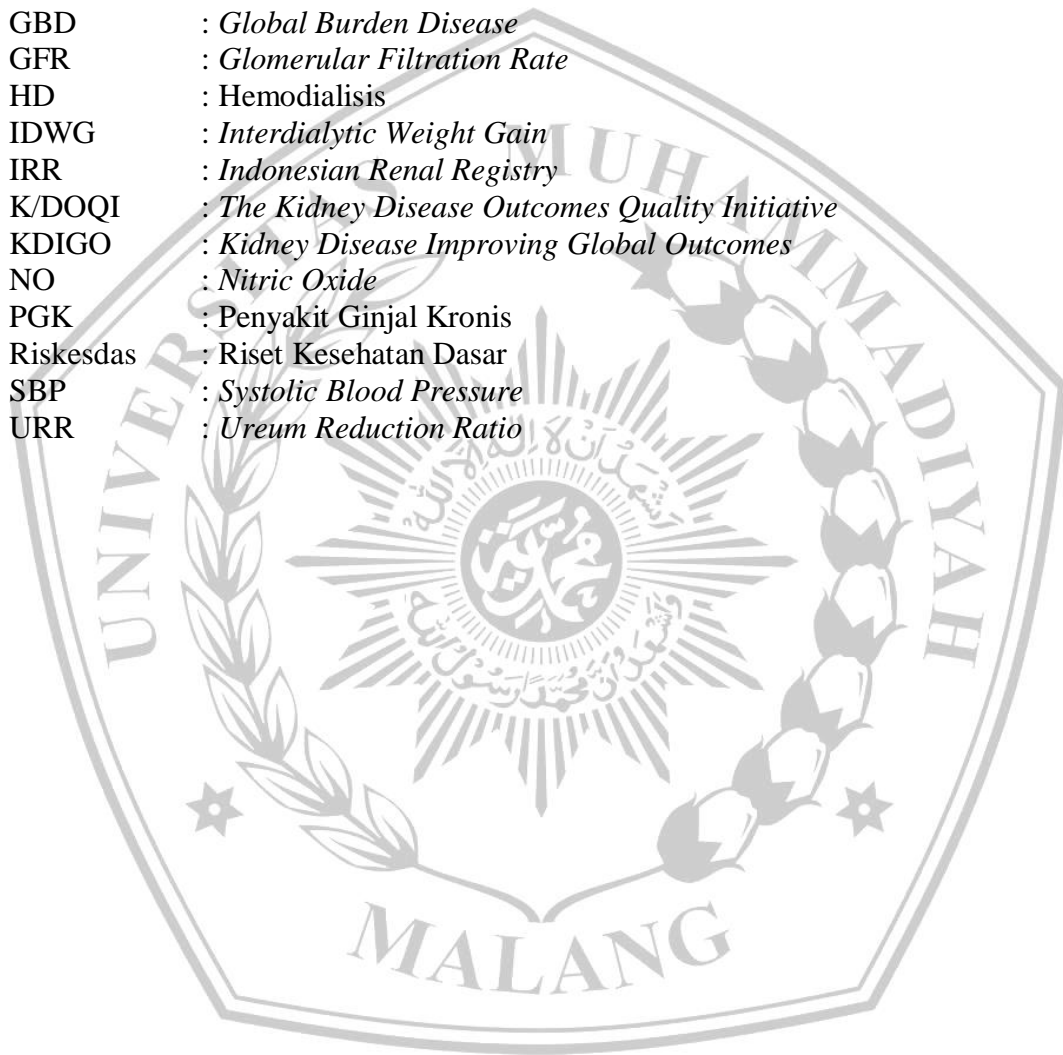 GBD : Global Burden Disease
GFR : Glomerular Filtration Rate
HD : Hemodialisis
IDWG : Interdialytic Weight Gain
IRR : Indonesian Renal Registry
K/DOQI : The Kidney Disease Outcomes Quality Initiative
KDIGO : Kidney Disease Improving Global Outcomes
NO : Nitric Oxide
PGK : Penyakit Ginjal Kronis
Riskesdas : Riset Kesehatan Dasar
SBP : Systolic Blood Pressure
URR : Ureum Reduction Ratio
UNIVERSITAS MUHAMMADIYAH
MALANG